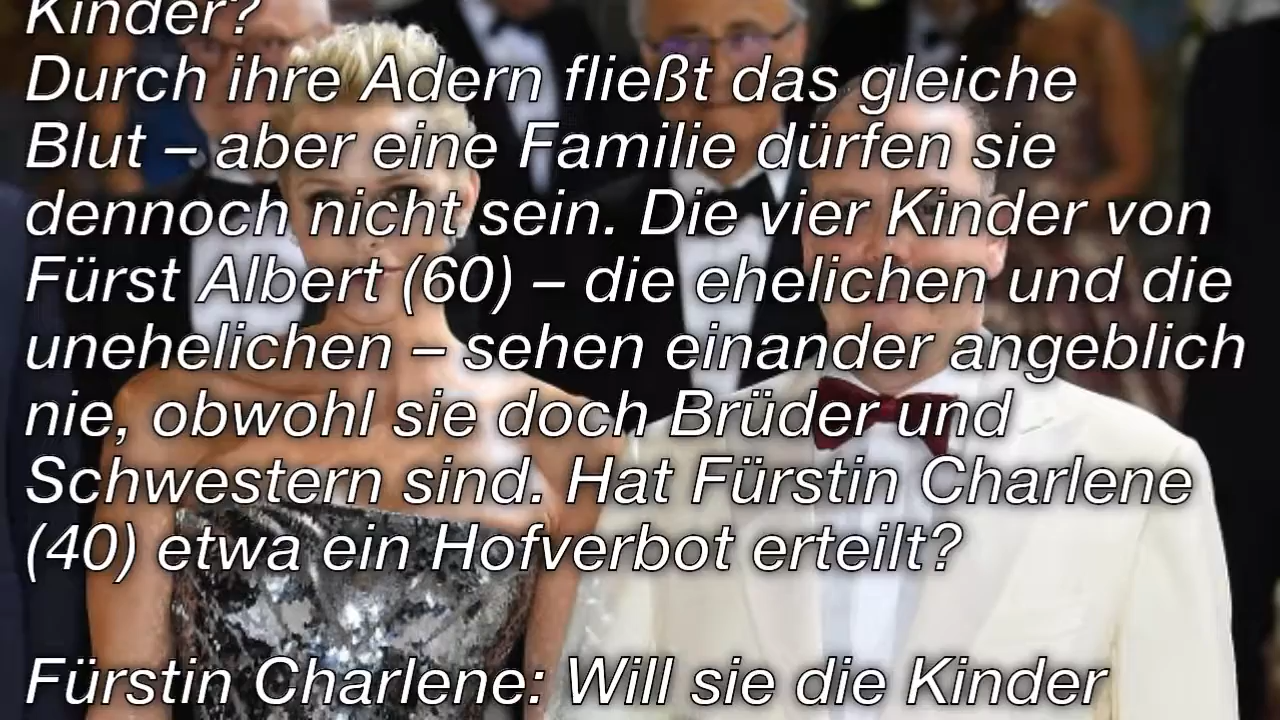 Kinder?
Durch ihre Adern fließt das gleiche
Blut – aber eine Familie dürfen sie
dennoch nicht sein. Die vier Kinder von
Fürst Albert (60) – die ehelichen und die
unehelichen – sehen einander angeblich
nie, obwohl sie doch Brüder und
Schwestern sind. Hat Fürstin Charlene
(40) etwa ein Hofverbot erteilt?
Fürstin Charlene: Will sie die Kinder